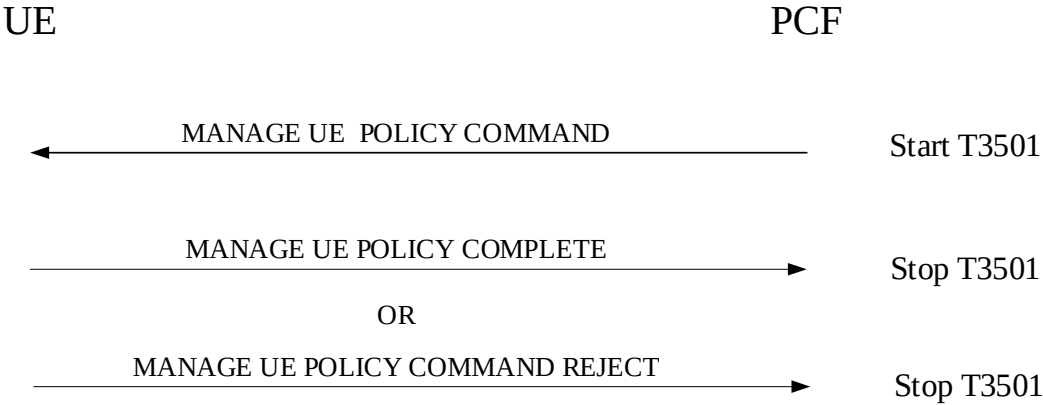 UE PCF
MANAGE UE POLICY COMMAND Start T3501
MANAGE UE POLICY COMPLETE Stop T3501
OR
MANAGE UE POLICY COMMAND REJECT Stop T3501